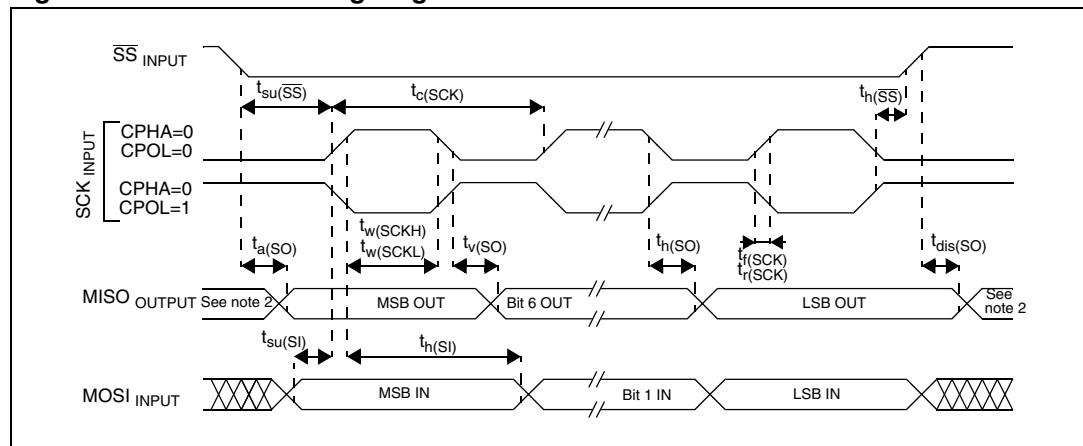 SS INPUT
tsu(SS)
tc(SCK)
th(SS)
SCK INPUT
CPHA=0
CPOL=0
CPHA=0
CPOL=1
ta(SO)
tw(SCKH)
tw(SCKL)
tv(SO)
th(SO)
tf(SCK)
tr(SCK)
tdis(SO)
MISO OUTPUT
See note 2
MSB OUT
Bit 6 OUT
LSB OUT
See
note 2
tsu(SI)
th(SI)
MOSI INPUT
MSB IN
Bit 1 IN
LSB IN